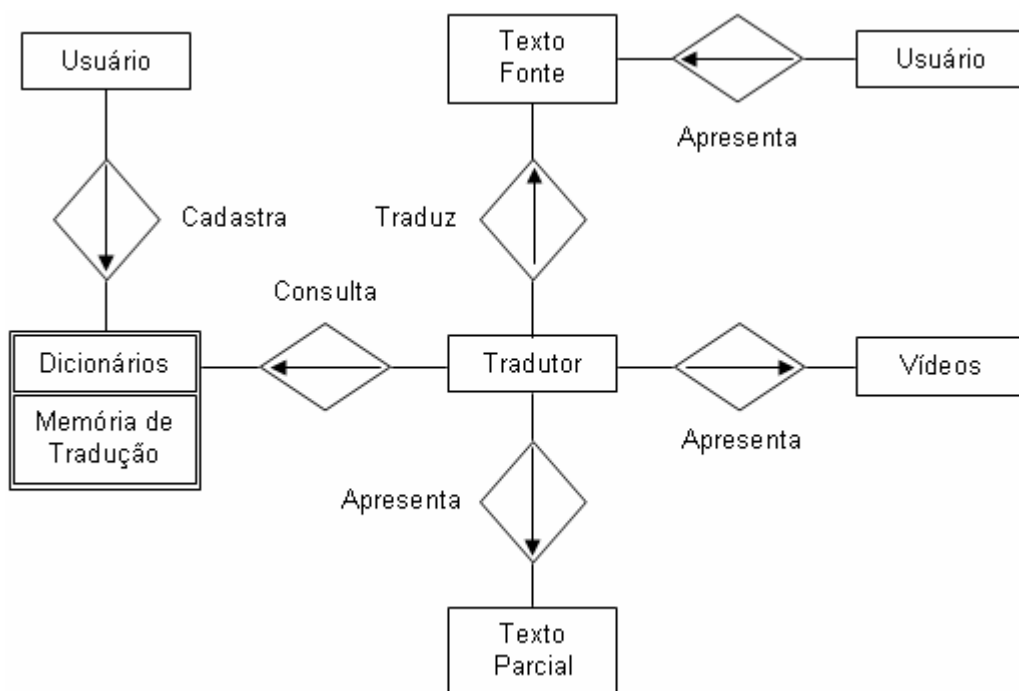 Usuário
Texto
Fonte
Usuário
Apresenta
Cadastra
Traduz
Consulta
Dicionários
Memória de
Tradução
Tradutor
Vídeos
Apresenta
Apresenta
Texto
Parcial